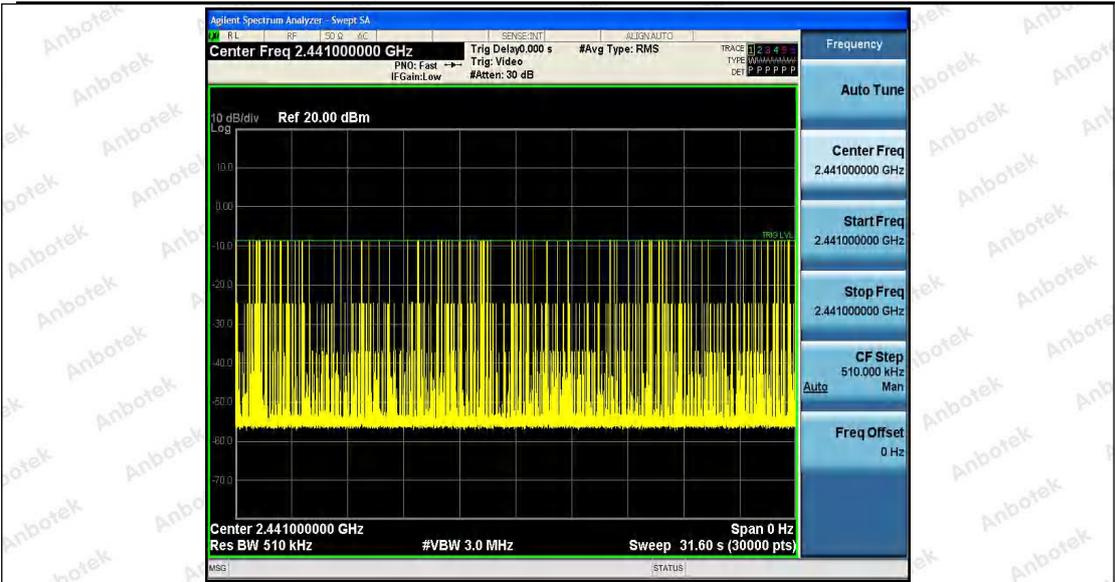 Agilent Spectrum Analyzer - Swept SA
RL RF 50 Ω AC SENSE:INT ALIGN AUTO
Center Freq 2.441000000 GHz
PNO: Fast
IFGain:Low
Trig Delay0.000 s
Trig: Video
#Atten: 30 dB
#Avg Type: RMS
TRACE 1 2 3 4 5 6
TYPE
DET P P P P P P
10 dB/div Ref 20.00 dBm
Log
10.0
0.00
-10.0
-20.0
-30.0
-40.0
-50.0
-60.0
-70.0
TRIG LVL
Center 2.441000000 GHz Span 0 Hz
Res BW 510 kHz #VBW 3.0 MHz Sweep 31.60 s (30000 pts)
MSG STATUS
Frequency
Auto Tune
Center Freq
2.441000000 GHz
Start Freq
2.441000000 GHz
Stop Freq
2.441000000 GHz
CF Step
510.000 kHz
Auto Man
Freq Offset
0 Hz
Anbotek